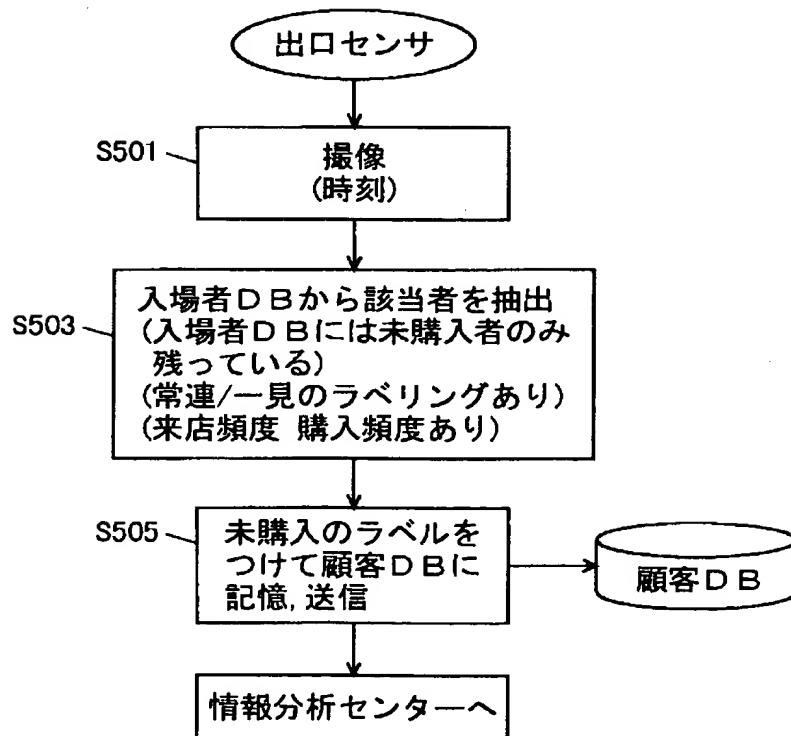 出口センサ
S501
撮像
(時刻)
S503
入場者DBから該当者を抽出
(入場者DBには未購入者のみ
残っている)
(常連/一見のラベリングあり)
(来店頻度 購入頻度あり)
S505
未購入のラベルを
つけて顧客DBに
記憶,送信
顧客DB
情報分析センターへ